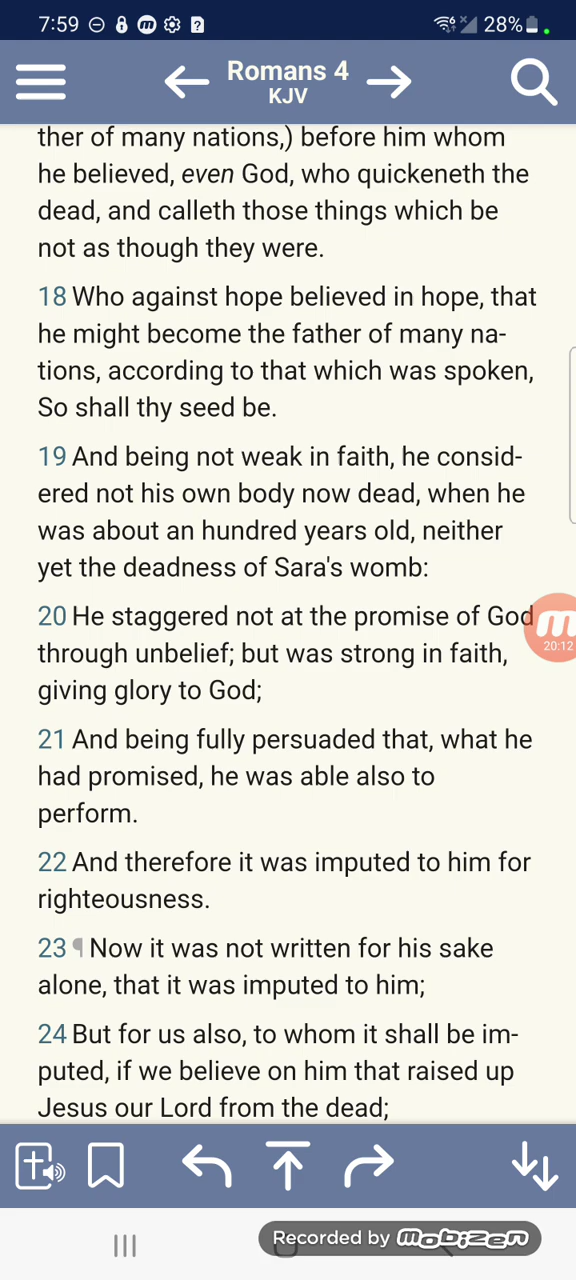 7:59
28%
Romans 4
KJV
ther of many nations,) before him whom
he believed, even God, who quickeneth the
dead, and calleth those things which be
not as though they were.
18 Who against hope believed in hope, that
he might become the father of many na-
tions, according to that which was spoken,
So shall thy seed be.
19 And being not weak in faith, he consid-
ered not his own body now dead, when he
was about an hundred years old, neither
yet the deadness of Sara's womb:
20 He staggered not at the promise of God
through unbelief; but was strong in faith,
giving glory to God;
20:12
21 And being fully persuaded that, what he
had promised, he was able also to
perform.
22 And therefore it was imputed to him for
righteousness.
23 ¶ Now it was not written for his sake
alone, that it was imputed to him;
24 But for us also, to whom it shall be im-
puted, if we believe on him that raised up
Jesus our Lord from the dead;
Recorded by mobizen